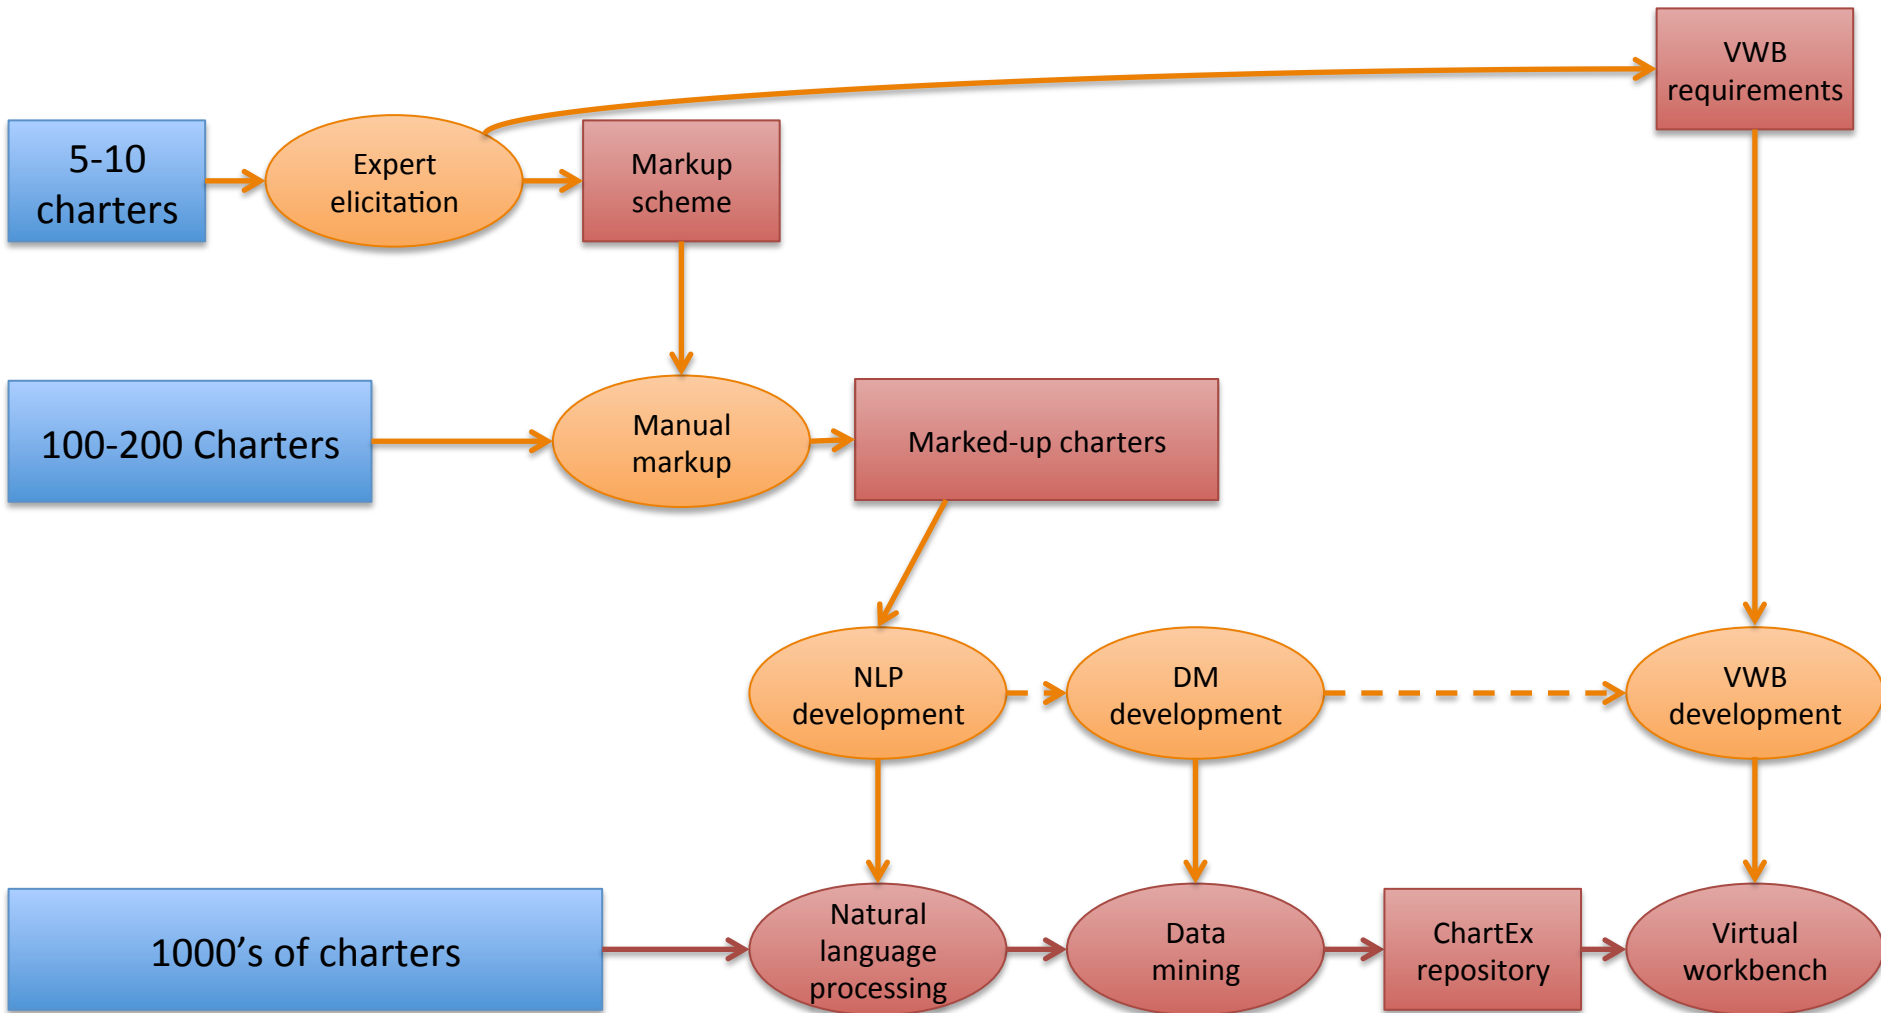 VWB
requirements
5-10
charters
Expert
elicitation
Markup
scheme
100-200 Charters
Manual
markup
Marked-up charters
NLP
development
DM
development
VWB
development
1000's of charters
Natural
language
processing
Data
mining
ChartEx
repository
Virtual
workbench